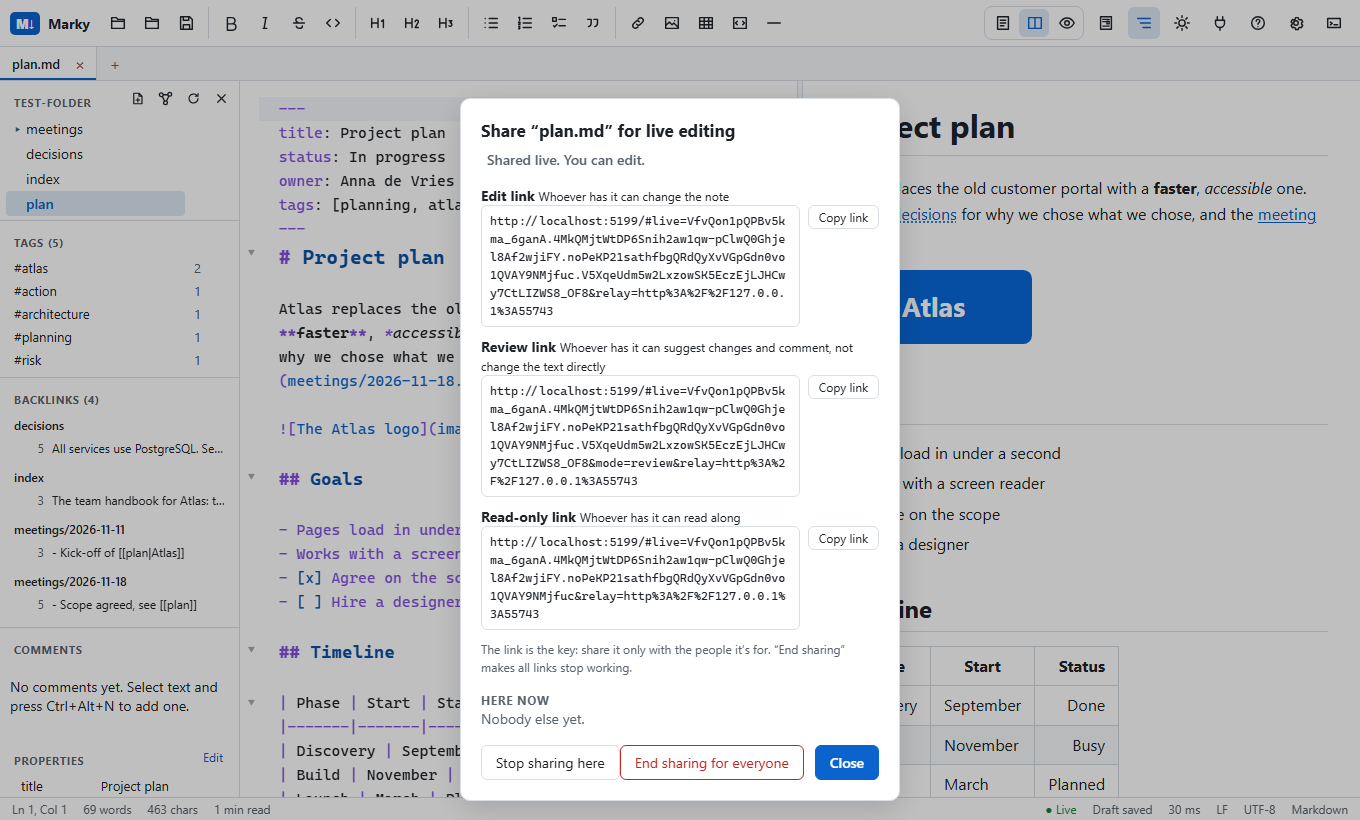 M↓ Marky
H1 H2 H3
plan.md × +
TEST-FOLDER
meetings
decisions
index
plan
TAGS (5)
#atlas 2
#action 1
#architecture 1
#planning 1
#risk 1
BACKLINKS (4)
decisions
5 All services use PostgreSQL. Se...
index
3 The team handbook for Atlas: t...
meetings/2026-11-11
3 - Kick-off of [[plan|Atlas]]
meetings/2026-11-18
5 - Scope agreed, see [[plan]]
COMMENTS
No comments yet. Select text and
press Ctrl+Alt+N to add one.
PROPERTIES Edit
title Project plan
---
title: Project plan
status: In progress
owner: Anna de Vries
tags: [planning, atla
---
# Project plan
Atlas replaces the ol
**faster**, *accessib
why we chose what we
(meetings/2026-11-18.
![The Atlas logo](ima
## Goals
- Pages load in under
- Works with a screen
- [x] Agree on the sc
- [ ] Hire a designer
## Timeline
| Phase | Start | Sta
|-------|-------|----
| Discovery | Septemb
| Build | November |
| Launch | March | Pl
Share “plan.md” for live editing
Shared live. You can edit.
Edit link Whoever has it can change the note
http://localhost:5199/#live=VfvQon1pQPBv5k
ma_6ganA.4MkQMjtWtDP6Snih2aw1qw-pClwQ0Ghje
l8Af2wjiFY.noPeKP21sathfbgQRdQyXvVGpGdn0vo
1QVAY9NMjfuc.V5XqeUdm5w2LxzowSK5EczEjLJHCw
y7CtLIZWS8_OF8&relay=http%3A%2F%2F127.0.0.
1%3A55743
Copy link
Review link Whoever has it can suggest changes and comment, not
change the text directly
http://localhost:5199/#live=VfvQon1pQPBv5k
ma_6ganA.4MkQMjtWtDP6Snih2aw1qw-pClwQ0Ghje
l8Af2wjiFY.noPeKP21sathfbgQRdQyXvVGpGdn0vo
1QVAY9NMjfuc.V5XqeUdm5w2LxzowSK5EczEjLJHCw
y7CtLIZWS8_OF8&mode=review&relay=http%3A%2
F%2F127.0.0.1%3A55743
Copy link
Read-only link Whoever has it can read along
http://localhost:5199/#live=VfvQon1pQPBv5k
ma_6ganA.4MkQMjtWtDP6Snih2aw1qw-pClwQ0Ghje
l8Af2wjiFY.noPeKP21sathfbgQRdQyXvVGpGdn0vo
1QVAY9NMjfuc&relay=http%3A%2F%2F127.0.0.1%
3A55743
Copy link
The link is the key: share it only with the people it’s for. “End sharing”
makes all links stop working.
HERE NOW
Nobody else yet.
Stop sharing here End sharing for everyone Close
ect plan
aces the old customer portal with a faster, accessible one.
ecisions for why we chose what we chose, and the meeting
Atlas
load in under a second
with a screen reader
e on the scope
a designer
ine
e Start Status
ery September Done
November Busy
March Planned
Ln 1, Col 1 69 words 463 chars 1 min read
Live Draft saved 30 ms LF UTF-8 Markdown